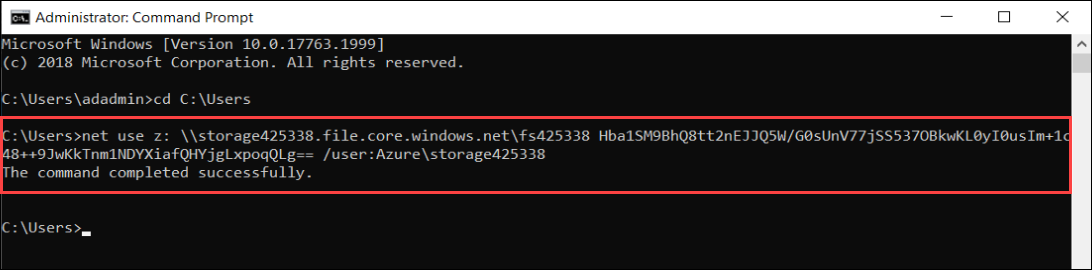 Administrator: Command Prompt
Microsoft Windows [Version 10.0.17763.1999]
(c) 2018 Microsoft Corporation. All rights reserved.
C:\Users\adadmin>cd C:\Users
C:\Users>net use z: \\storage425338.file.core.windows.net\fs425338 Hba1SM9BhQ8tt2nEJJQ5W/G0sUnV77jSS537OBkwKL0yI0usIm+1c
48++9JwKkTnm1NDYXiafQHYjgLxpoqQLg== /user:Azure\storage425338
The command completed successfully.
C:\Users>